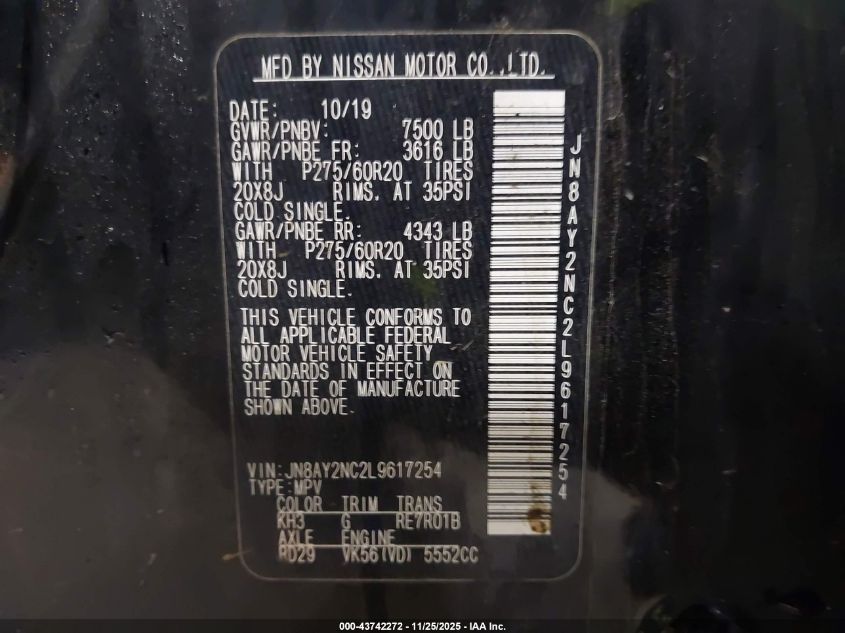 MFD BY NISSAN MOTOR CO.,LTD.
DATE: 10/19
GVWR/PNBV: 7500 LB
GAWR/PNBE FR: 3616 LB
WITH P275/60R20 TIRES
20X8J RIMS. AT 35PSI
COLD SINGLE.
GAWR/PNBE RR: 4343 LB
WITH P275/60R20 TIRES
20X8J RIMS. AT 35PSI
COLD SINGLE.
THIS VEHICLE CONFORMS TO
ALL APPLICABLE FEDERAL
MOTOR VEHICLE SAFETY
STANDARDS IN EFFECT ON
THE DATE OF MANUFACTURE
SHOWN ABOVE.
VIN:JN8AY2NC2L9617254
TYPE:MPV
COLOR TRIM TRANS
KH3 G RE7R01B
AXLE ENGINE
RD29 VK56(VD) 5552CC
JN8AY2NC2L9617254
000-43742272 - 11/25/2025 - IAA Inc.